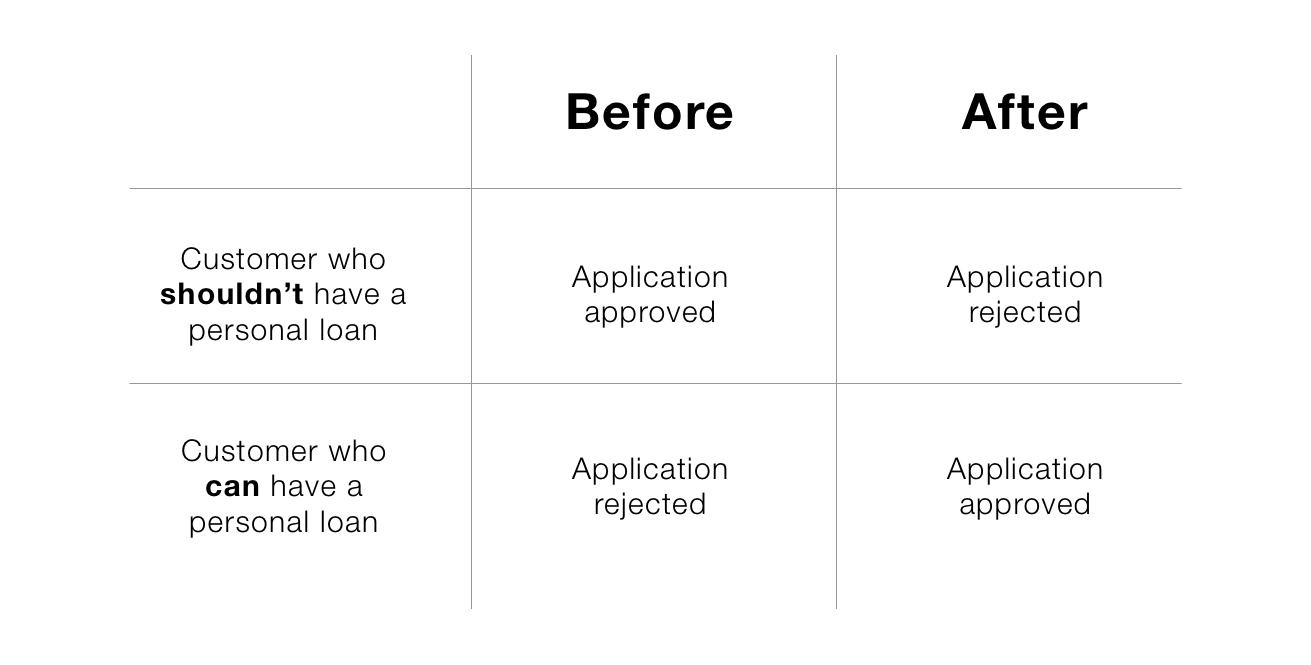 Before After
Customer who
shouldn’t have a
personal loan
Application
approved
Application
rejected
Customer who
can have a
personal loan
Application
rejected
Application
approved